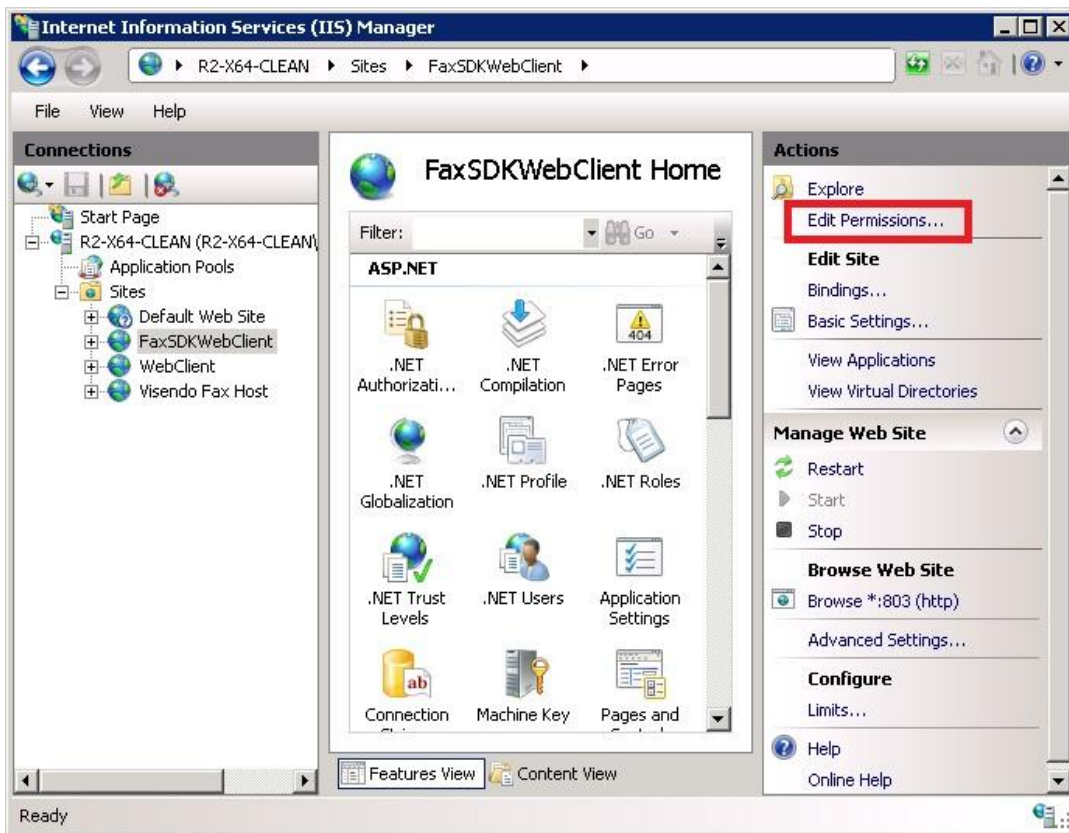 Internet Information Services (IIS) Manager
R2-X64-CLEAN
Sites
FaxSDKWebClient
File View Help
Connections
Start Page
R2-X64-CLEAN (R2-X64-CLEAN\
Application Pools
Sites
Default Web Site
FaxSDKWebClient
WebClient
Visendo Fax Host
FaxSDKWebClient Home
Filter:
Go
ASP.NET
.NET Authorizati...
.NET Compilation
404
.NET Error Pages
.NET Globalization
.NET Profile
.NET Roles
.NET Trust Levels
.NET Users
Application Settings
ab
Connection
Machine Key
Pages and
Features View
Content View
Actions
Explore
Edit Permissions...
Edit Site
Bindings...
Basic Settings...
View Applications
View Virtual Directories
Manage Web Site
Restart
Start
Stop
Browse Web Site
Browse *:803 (http)
Advanced Settings...
Configure
Limits...
Help
Online Help
Ready